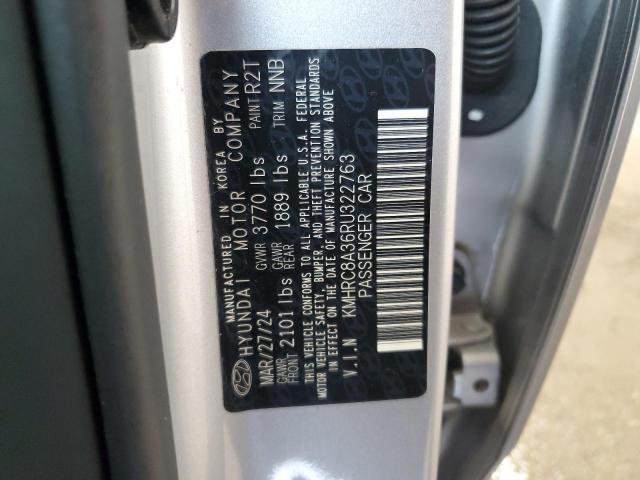 MANUFACTURED IN KOREA BY
HYUNDAI MOTOR COMPANY
MAR/27/24 GVWR 3770 lbs PAINT R2T
GAWR FRONT 2101 lbs GAWR REAR 1889 lbs TRIM NNB
THIS VEHICLE CONFORMS TO ALL APPLICABLE U.S.A. FEDERAL
MOTOR VEHICLE SAFETY, BUMPER, AND THEFT PREVENTION STANDARDS
IN EFFECT ON THE DATE OF MANUFACTURE SHOWN ABOVE
V.I.N KMHRC8A36RU322763
PASSENGER CAR